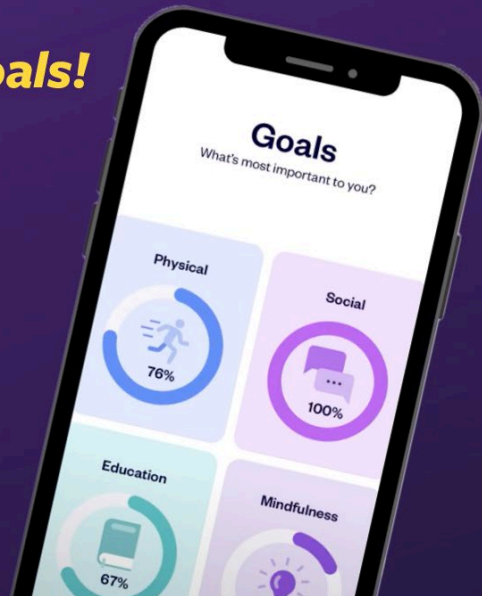 als!
Goals
What's most important to you?
Physical
76%
Social
100%
Education
67%
Mindfulness